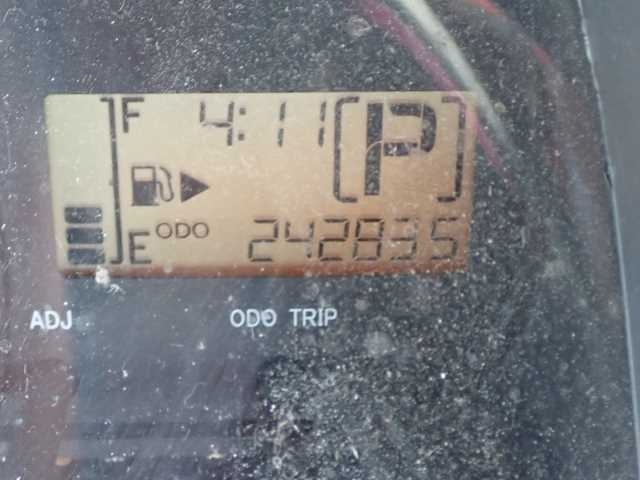 F 4:11 P
E ODO 242835
ADJ ODO TRIP